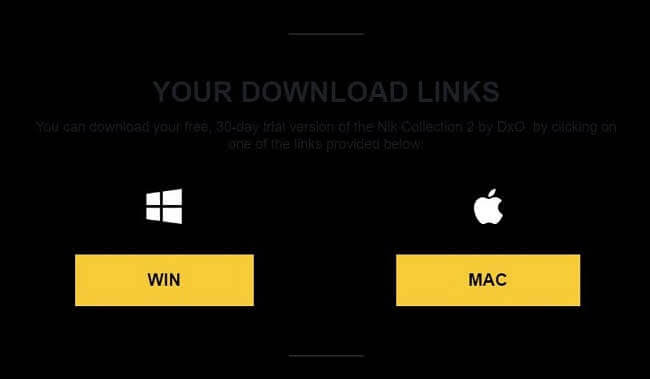 YOUR DOWNLOAD LINKS
You can download your free, 30-day trial version of the Nik Collection 2 by DxO by clicking on
one of the links provided below:
WIN
MAC